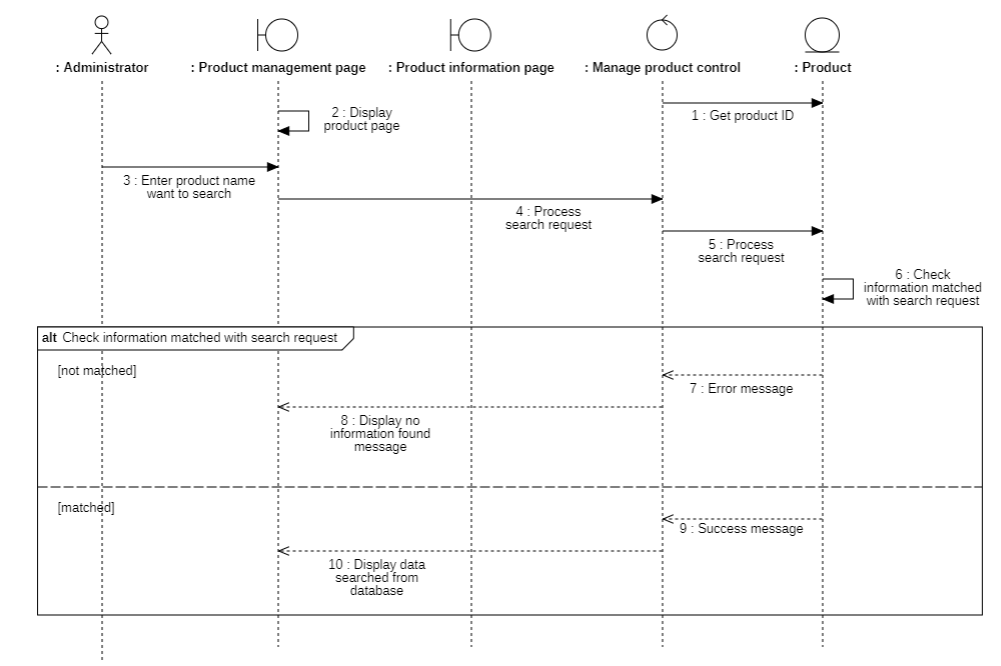 : Administrator
: Product management page
: Product information page
: Manage product control
: Product
1 : Get product ID
2 : Display
product page
3 : Enter product name
want to search
4 : Process
search request
5 : Process
search request
6 : Check
information matched
with search request
alt Check information matched with search request
[not matched]
7 : Error message
8 : Display no
information found
message
[matched]
9 : Success message
10 : Display data
searched from
database